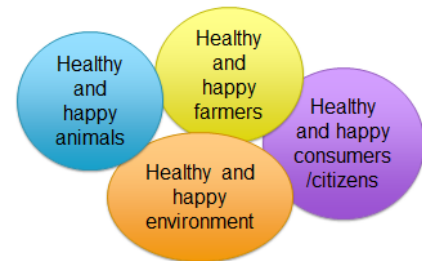 Healthy
and
happy
animals
Healthy
and
happy
farmers
Healthy
and happy
consumers
/citizens
Healthy and
happy
environment